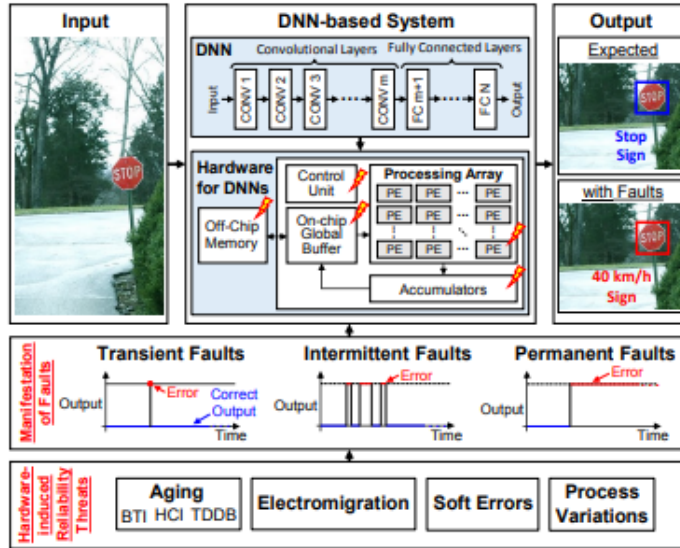 Input
STOP
DNN-based System
DNN
Convolutional Layers
Fully Connected Layers
Input
CONV 1
CONV 2
CONV 3
CONV m
FC m+1
FC N
Output
Hardware
for DNNs
Off-Chip
Memory
Control
Unit
On-chip
Global
Buffer
Processing Array
PE PE ... PE
PE PE ... PE
PE PE ... PE
Accumulators
Output
Expected
STOP
Stop
Sign
with Faults
STOP
40 km/h
Sign
Manifestation
of Faults
Transient Faults
Output
Error
Correct
Output
Time
Intermittent Faults
Output
Error
Time
Permanent Faults
Output
Error
Time
Hardware-
induced
Reliability
Threats
Aging
BTI HCI TDDB
Electromigration
Soft Errors
Process
Variations